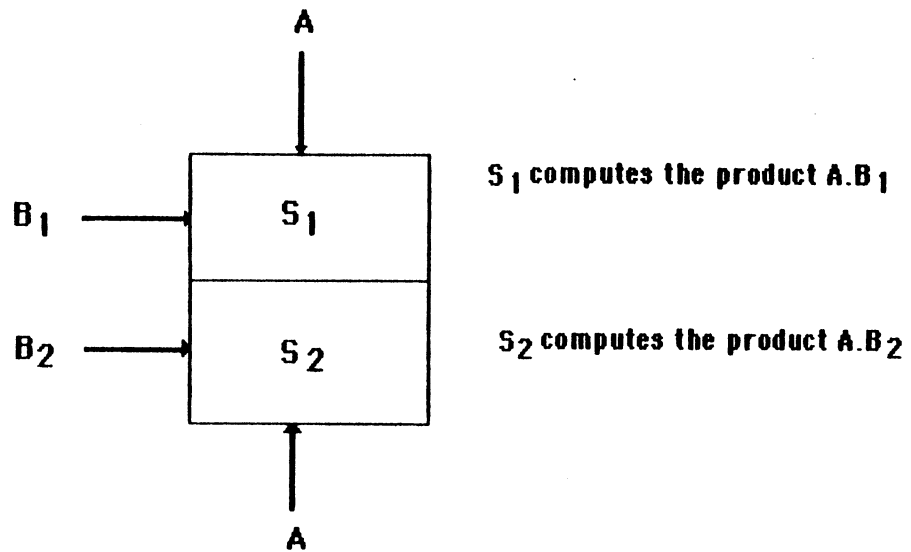 A
S1 computes the product A.B1
B1
S1
B2
S2
S2 computes the product A.B2
A